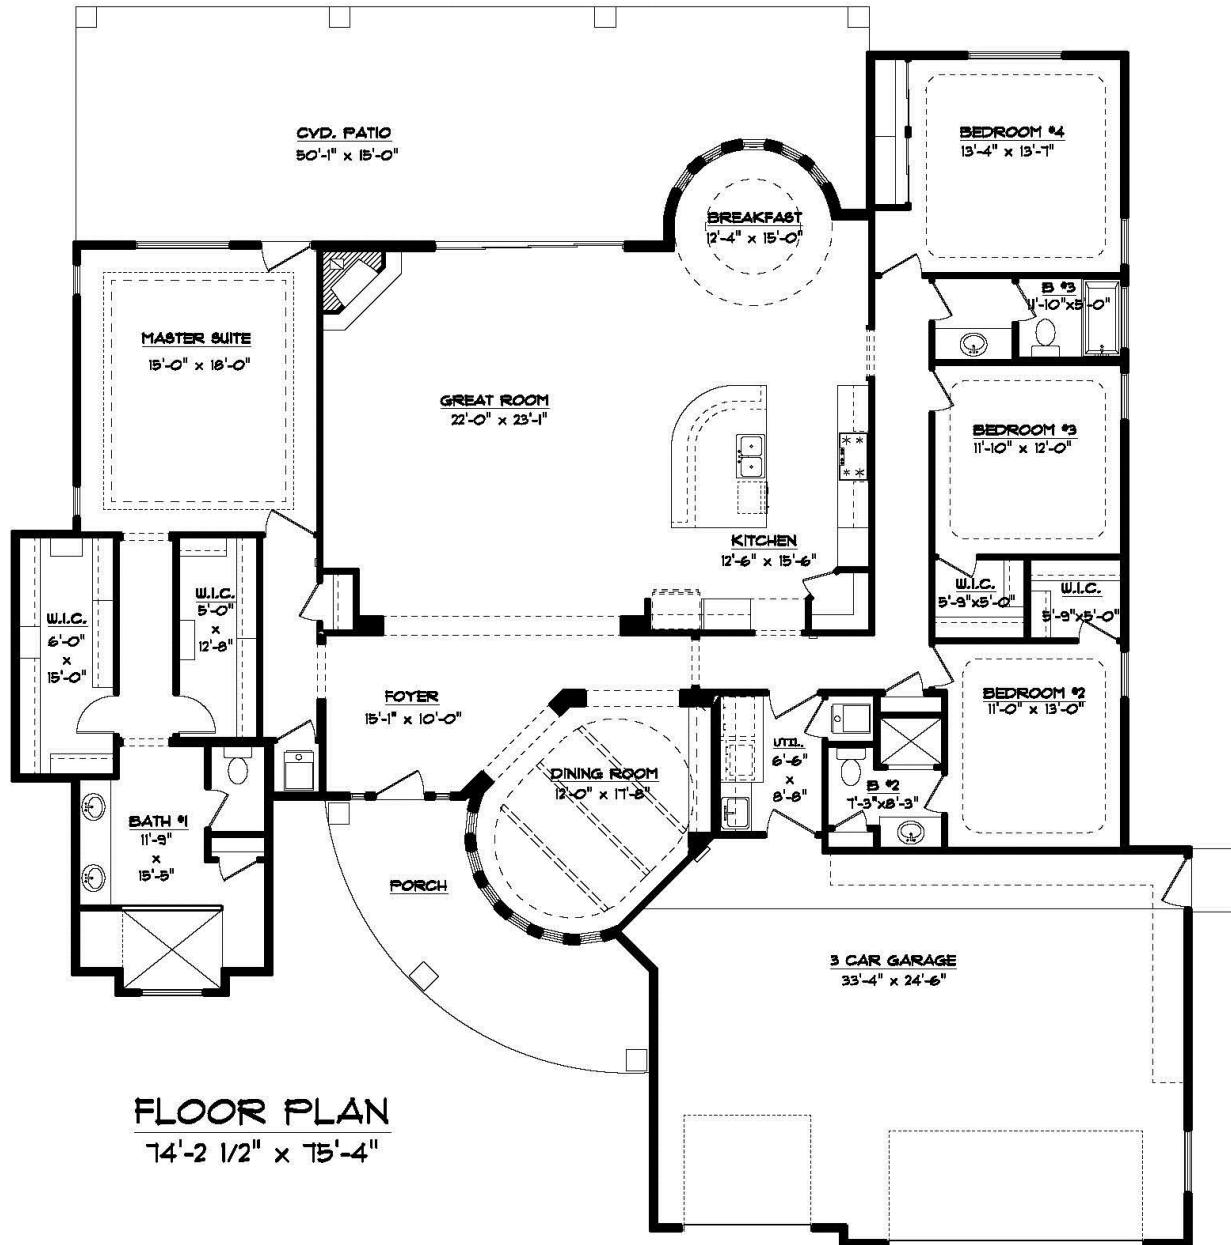 CVD. PATIO
50'-1" x 15'-0"
BEDROOM #4
13'-4" x 13'-7"
BREAKFAST
12'-4" x 15'-0"
B #3
11'-10"x5'-0"
MASTER SUITE
15'-0" x 18'-0"
GREAT ROOM
22'-0" x 23'-1"
BEDROOM #3
11'-10" x 12'-0"
KITCHEN
12'-6" x 15'-6"
W.I.C.
6'-0"
x
15'-0"
W.I.C.
5'-0"
x
12'-8"
W.I.C.
5'-9"x5'-0"
W.I.C.
5'-9"x5'-0"
FOYER
15'-1" x 10'-0"
BEDROOM #2
11'-0" x 13'-0"
DINING ROOM
12'-0" x 17'-8"
UTIL.
6'-6"
x
8'-8"
B #2
7'-3"x8'-3"
BATH #1
11'-9"
x
15'-5"
PORCH
3 CAR GARAGE
33'-4" x 24'-6"
FLOOR PLAN
74'-2 1/2" x 75'-4"